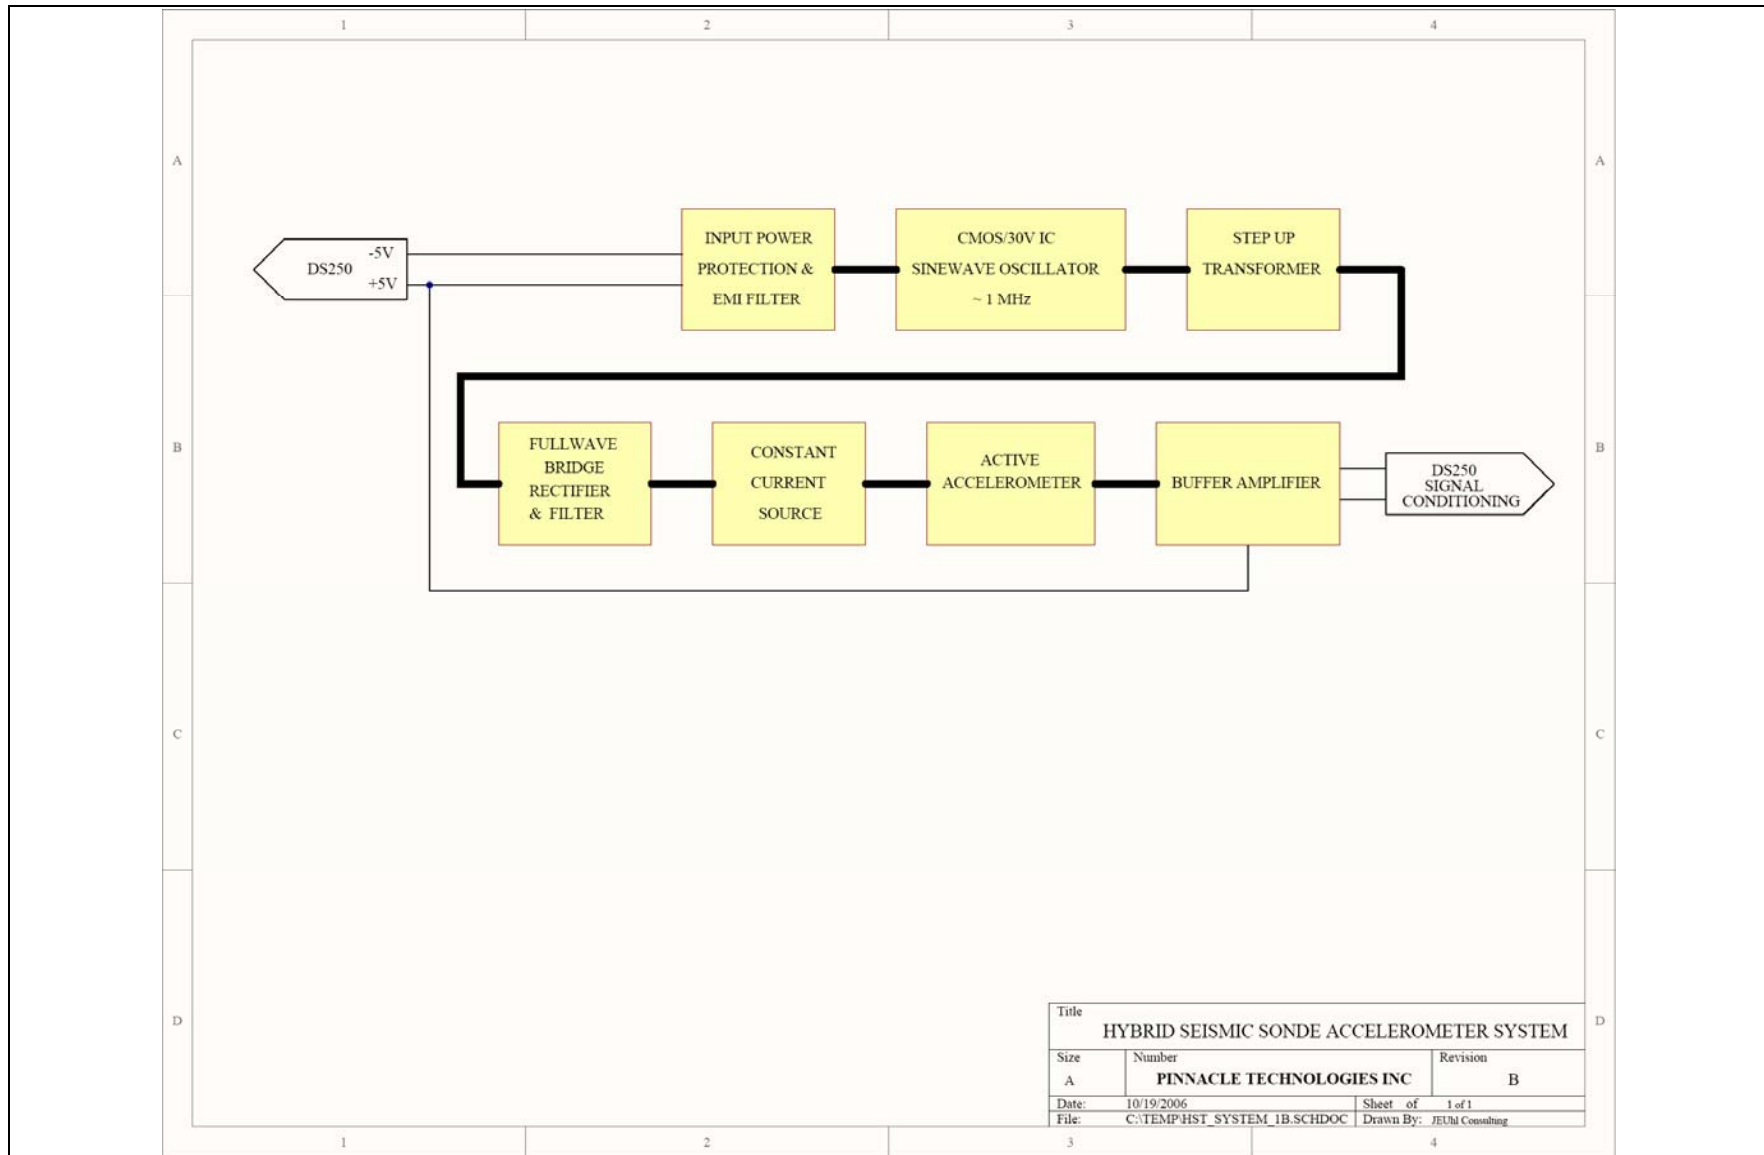 1 2 3 4
A A
INPUT POWER
PROTECTION &
EMI FILTER
CMOS/30V IC
SINEWAVE OSCILLATOR
~ 1 MHz
STEP UP
TRANSFORMER
DS250
-5V
+5V
B B
FULLWAVE
BRIDGE
RECTIFIER
& FILTER
CONSTANT
CURRENT
SOURCE
ACTIVE
ACCELEROMETER
BUFFER AMPLIFIER
DS250
SIGNAL
CONDITIONING
C C
D D
Title
HYBRID SEISMIC SONDE ACCELEROMETER SYSTEM
Size Number Revision
A PINNACLE TECHNOLOGIES INC B
Date: 10/19/2006 Sheet of 1 of 1
File: C:\TEMP\HST_SYSTEM_1B.SCHDOC Drawn By: JEUhl Consulting
1 2 3 4